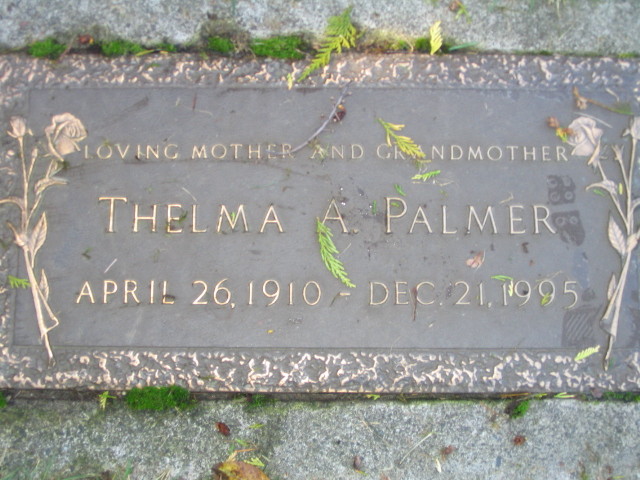 LOVING MOTHER AND GRANDMOTHER
THELMA A. PALMER
APRIL 26, 1910 - DEC. 21, 1995